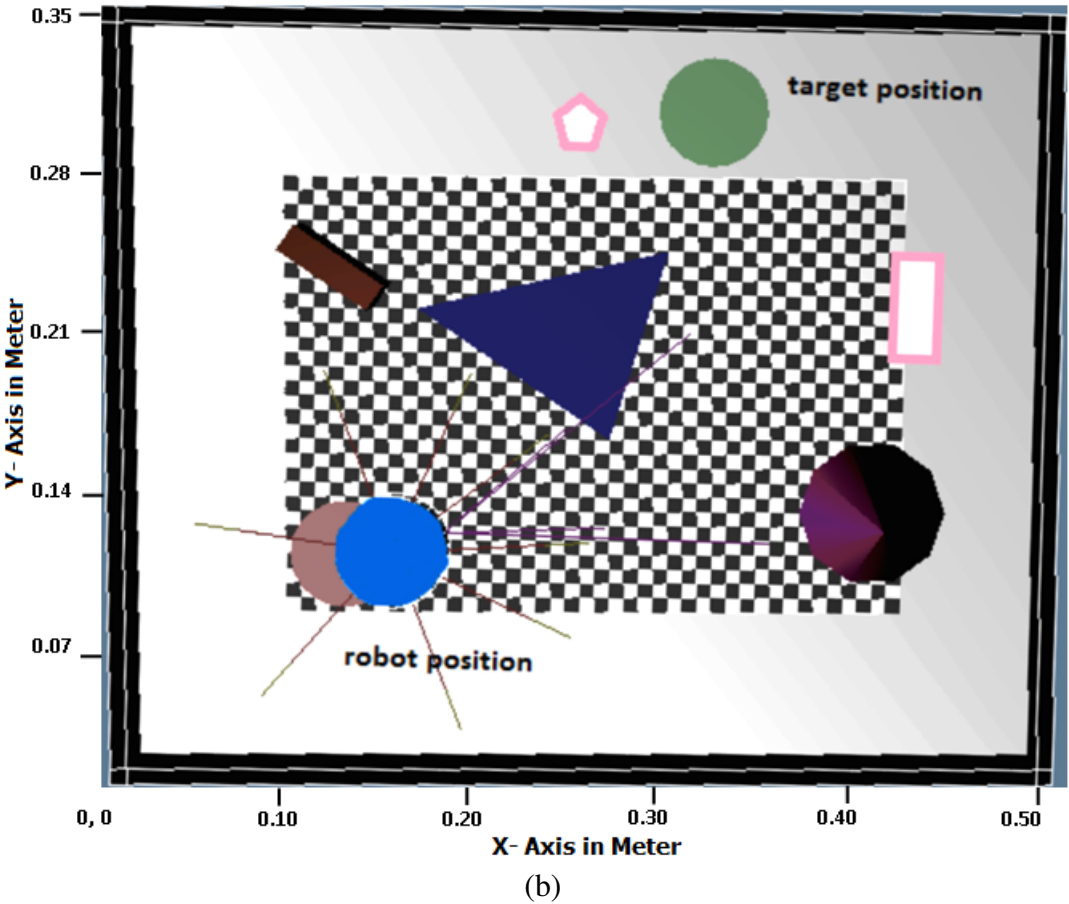 0.35
target position
0.28
0.21
Y- Axis in Meter
0.14
0.07
robot position
0, 0
0.10
0.20
0.30
0.40
0.50
X- Axis in Meter
(b)